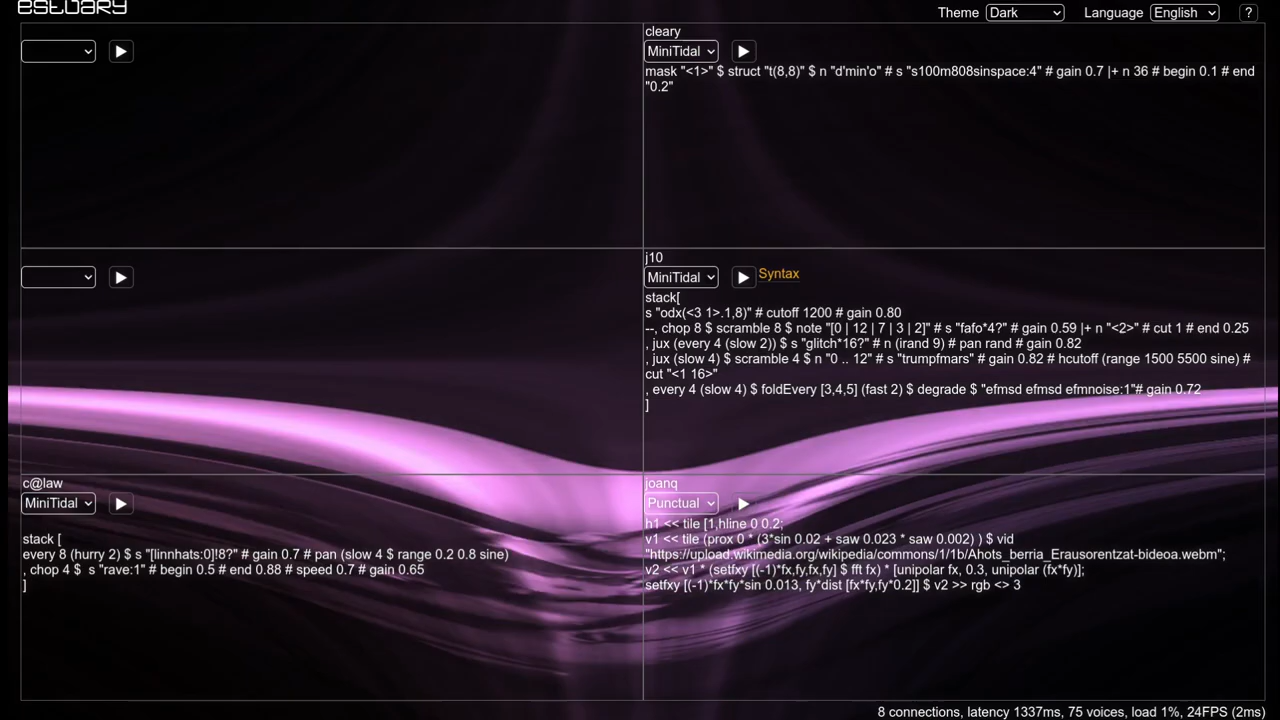 estuary
Theme Dark Language English ?
cleary
MiniTidal
mask "<1>" $ struct "t(8,8)" $ n "d'min'o" # s "s100m808sinspace:4" # gain 0.7 |+ n 36 # begin 0.1 # end
"0.2"
j10
MiniTidal Syntax
stack[
s "odx(<3 1>.1,8)" # cutoff 1200 # gain 0.80
--, chop 8 $ scramble 8 $ note "[0 | 12 | 7 | 3 | 2]" # s "fafo*4?" # gain 0.59 |+ n "<2>" # cut 1 # end 0.25
, jux (every 4 (slow 2)) $ s "glitch*16?" # n (irand 9) # pan rand # gain 0.82
, jux (slow 4) $ scramble 4 $ n "0 .. 12" # s "trumpfmars" # gain 0.82 # hcutoff (range 1500 5500 sine) #
cut "<1 16>"
, every 4 (slow 4) $ foldEvery [3,4,5] (fast 2) $ degrade $ "efmsd efmsd efmnoise:1"# gain 0.72
]
c@law
MiniTidal
stack [
every 8 (hurry 2) $ s "[linnhats:0]!8?" # gain 0.7 # pan (slow 4 $ range 0.2 0.8 sine)
, chop 4 $  s "rave:1" # begin 0.5 # end 0.88 # speed 0.7 # gain 0.65
]
joanq
Punctual
h1 << tile [1,hline 0 0.2;
v1 << tile (prox 0 * (3*sin 0.02 + saw 0.023 * saw 0.002) ) $ vid
"https://upload.wikimedia.org/wikipedia/commons/1/1b/Ahots_berria_Erausorentzat-bideoa.webm";
v2 << v1 * (setfxy [(-1)*fx,fy,fx,fy] $ fft fx) * [unipolar fx, 0.3, unipolar (fx*fy)];
setfxy [(-1)*fx*fy*sin 0.013, fy*dist [fx*fy,fy*0.2]] $ v2 >> rgb <> 3
8 connections, latency 1337ms, 75 voices, load 1%, 24FPS (2ms)